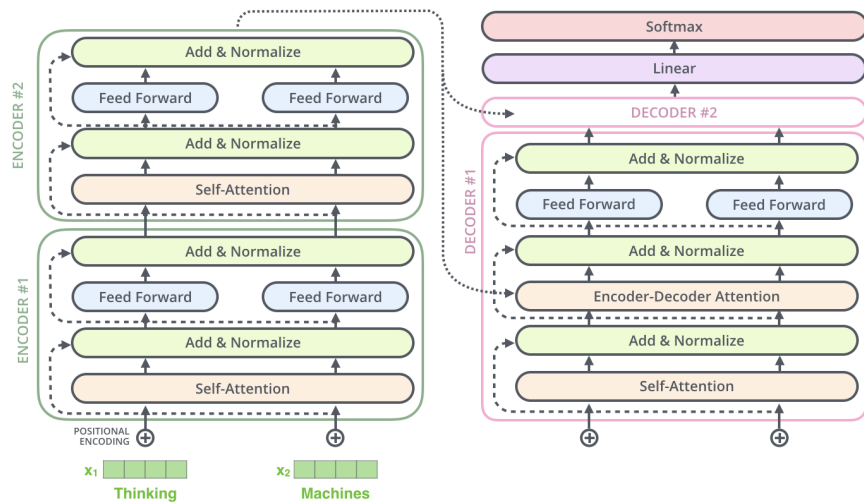 ENCODER #2
Add & Normalize
Feed Forward
Feed Forward
Add & Normalize
Self-Attention
ENCODER #1
Add & Normalize
Feed Forward
Feed Forward
Add & Normalize
Self-Attention
POSITIONAL
ENCODING
x1
x2
Thinking
Machines
Softmax
Linear
DECODER #2
DECODER #1
Add & Normalize
Feed Forward
Feed Forward
Add & Normalize
Encoder-Decoder Attention
Add & Normalize
Self-Attention